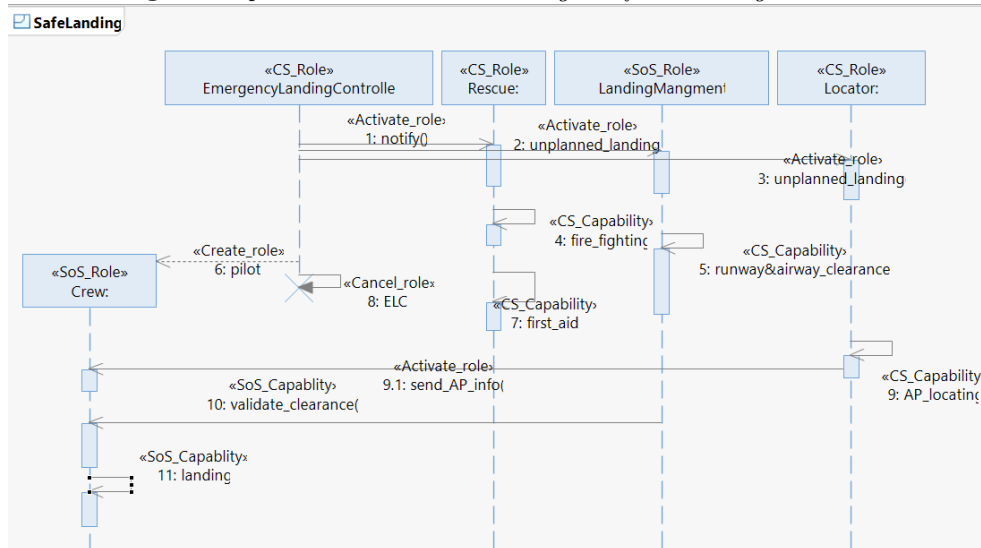 SafeLanding
«CS_Role»
EmergencyLandingControlle
«CS_Role»
Rescue:
«SoS_Role»
LandingMangment
«CS_Role»
Locator:
«Activate_role»
1: notify()
«Activate_role»
2: unplanned_landing
«Activate_role»
3: unplanned_landing
«CS_Capability»
4: fire_fighting
«CS_Capability»
5: runway&airway_clearance
«Create_role»
6: pilot
«SoS_Role»
Crew:
«Cancel_role»
8: ELC
«CS_Capability»
7: first_aid
«Activate_role»
9.1: send_AP_info(
«CS_Capability
9: AP_locating
«SoS_Capablity»
10: validate_clearance(
«SoS_Capablity»
11: landing